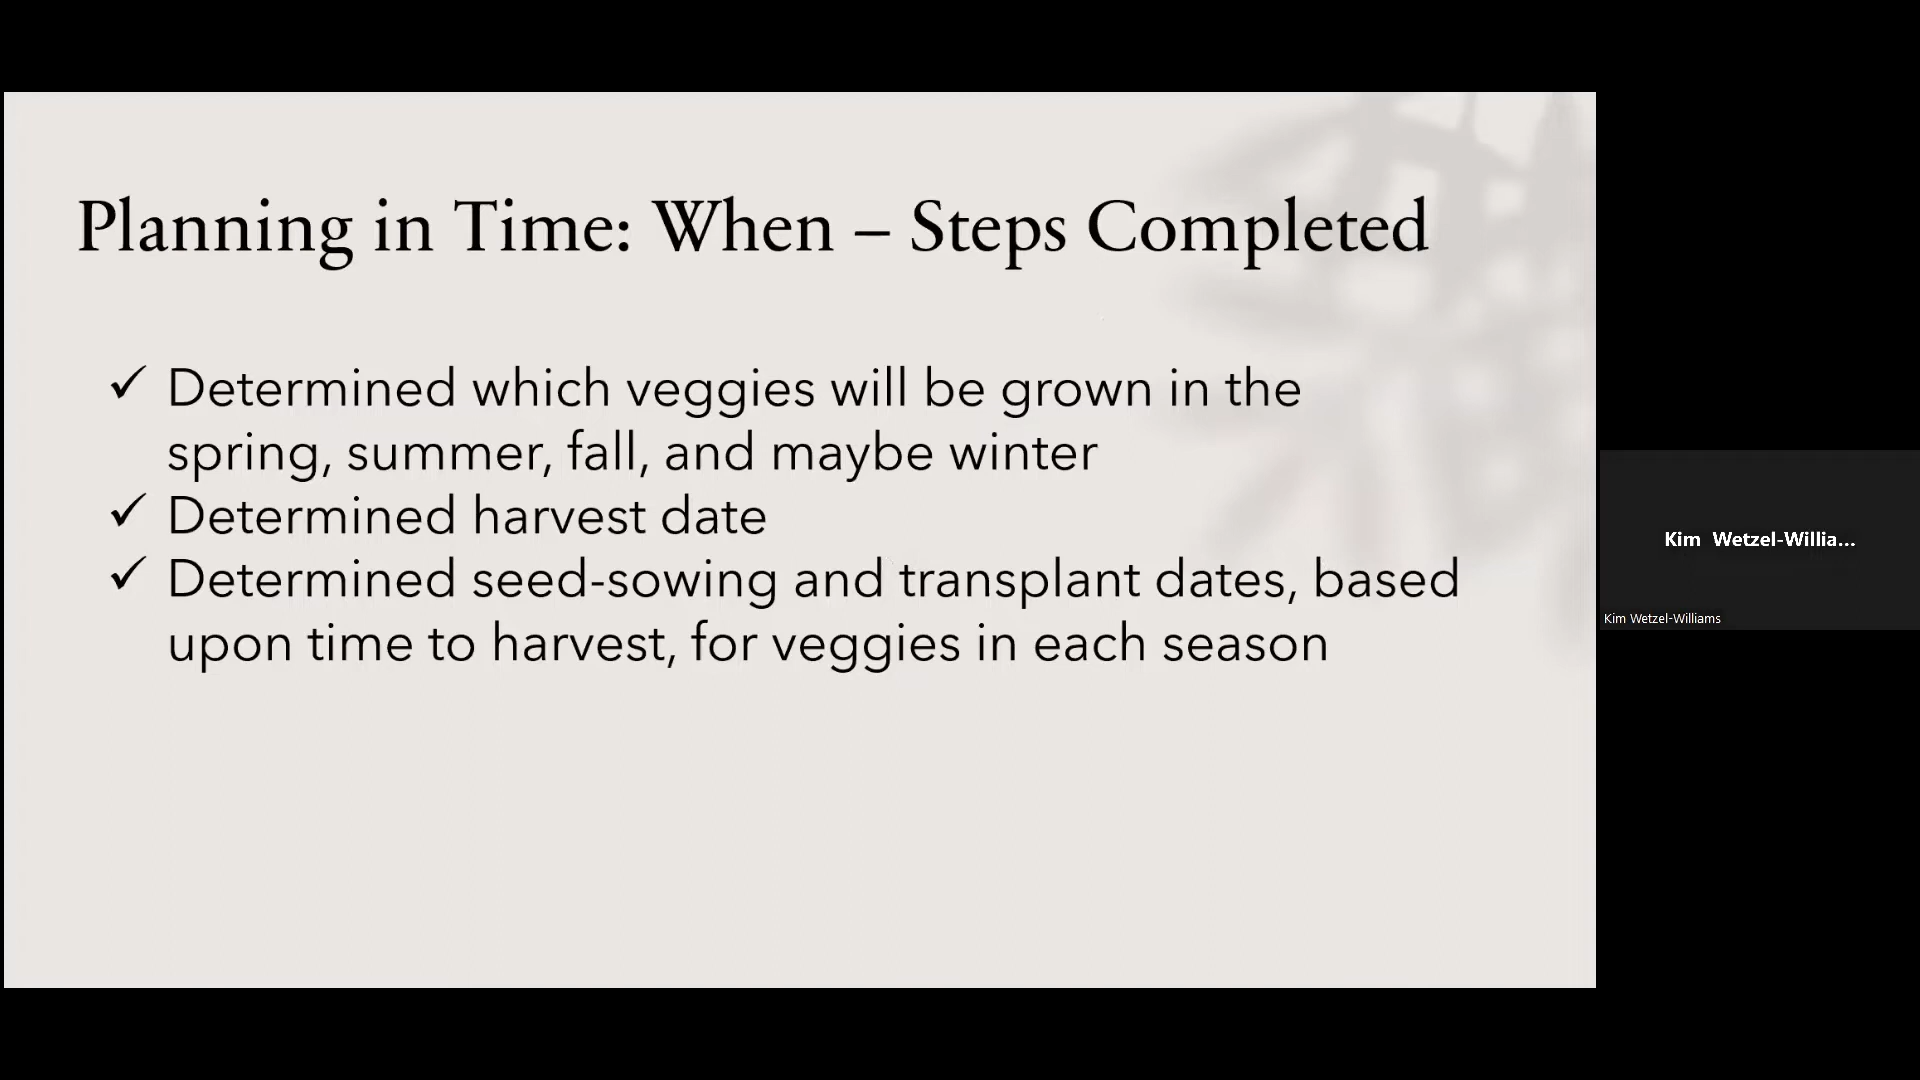 Planning in Time: When – Steps Completed
✓ Determined which veggies will be grown in the
spring, summer, fall, and maybe winter
✓ Determined harvest date
✓ Determined seed-sowing and transplant dates, based
upon time to harvest, for veggies in each season
Kim Wetzel-Willia...
Kim Wetzel-Williams